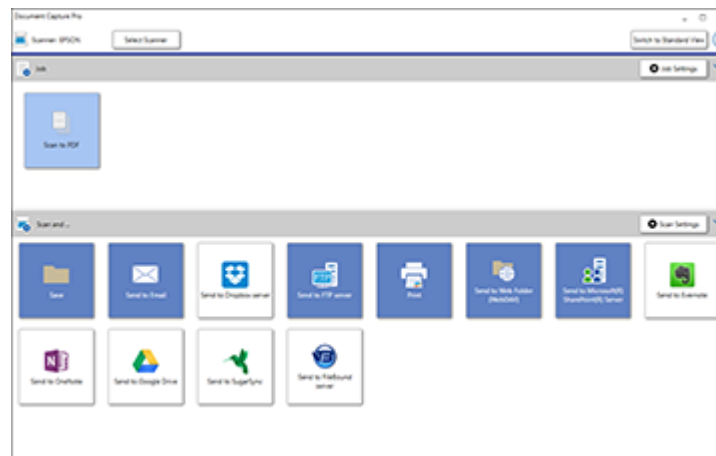 Document Capture Pro
Scanner: EPSON
Select Scanner
Switch to Standard View
Job
Job Settings
Scan to PDF
Scan and...
Scan Settings
Save
Send to Email
Send to Dropbox server
Send to FTP server
Print
Send to Web Folder
(WebDAV)
Send to Microsoft(R)
SharePoint(R) Server
Send to Evernote
Send to OneNote
Send to Google Drive
Send to SugarSync
Send to FileBound
server